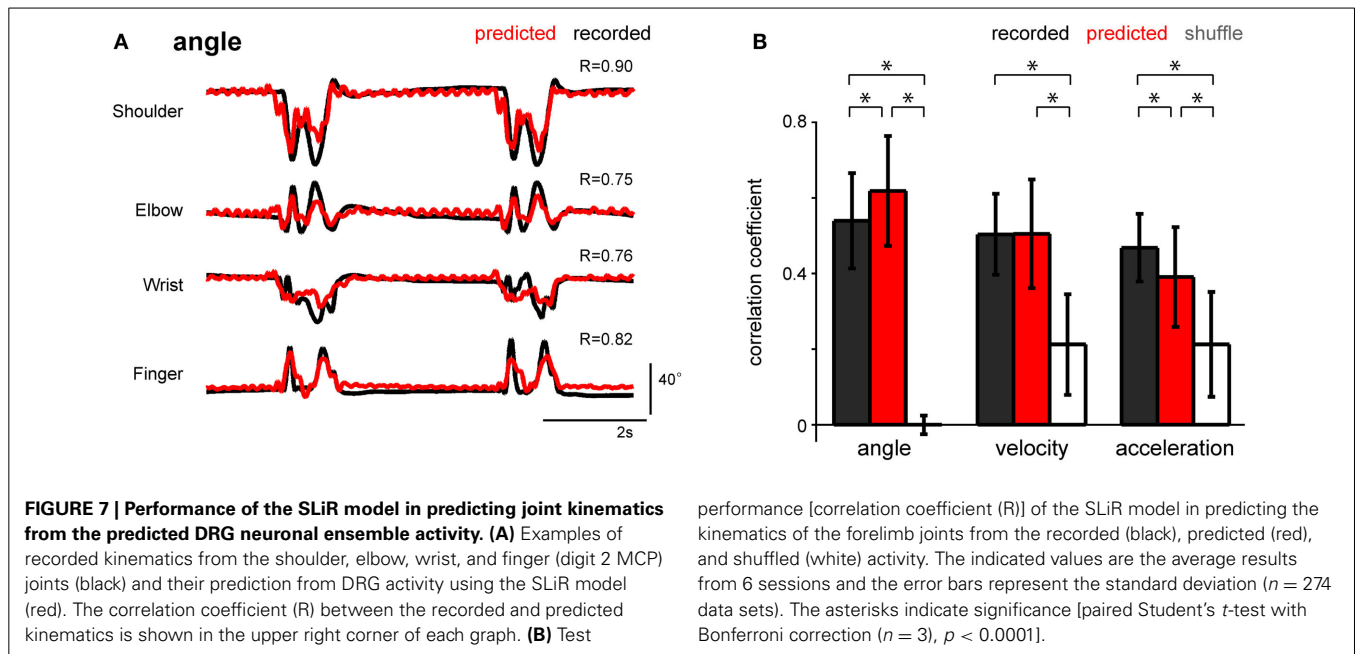 A angle
predicted recorded
R=0.90
Shoulder
R=0.75
Elbow
R=0.76
Wrist
R=0.82
Finger
40°
2s
B
recorded predicted shuffle
* * *
* * * * * *
0.8
0.4
0
correlation coefficient
angle velocity acceleration
FIGURE 7 | Performance of the SLiR model in predicting joint kinematics
from the predicted DRG neuronal ensemble activity. (A) Examples of
recorded kinematics from the shoulder, elbow, wrist, and finger (digit 2 MCP)
joints (black) and their prediction from DRG activity using the SLiR model
(red). The correlation coefficient (R) between the recorded and predicted
kinematics is shown in the upper right corner of each graph. (B) Test
performance [correlation coefficient (R)] of the SLiR model in predicting the
kinematics of the forelimb joints from the recorded (black), predicted (red),
and shuffled (white) activity. The indicated values are the average results
from 6 sessions and the error bars represent the standard deviation (n = 274
data sets). The asterisks indicate significance [paired Student's t-test with
Bonferroni correction (n = 3), p < 0.0001].